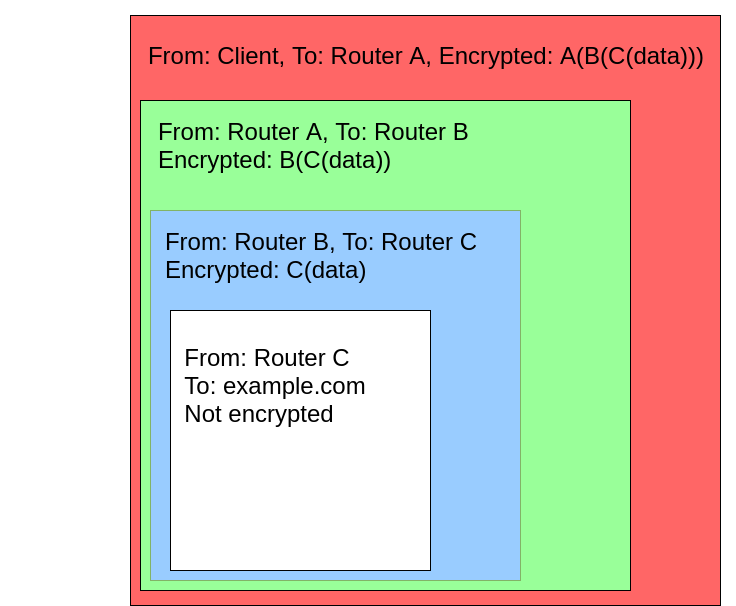 From: Client, To: Router A, Encrypted: A(B(C(data)))
From: Router A, To: Router B
Encrypted: B(C(data))
From: Router B, To: Router C
Encrypted: C(data)
From: Router C
To: example.com
Not encrypted